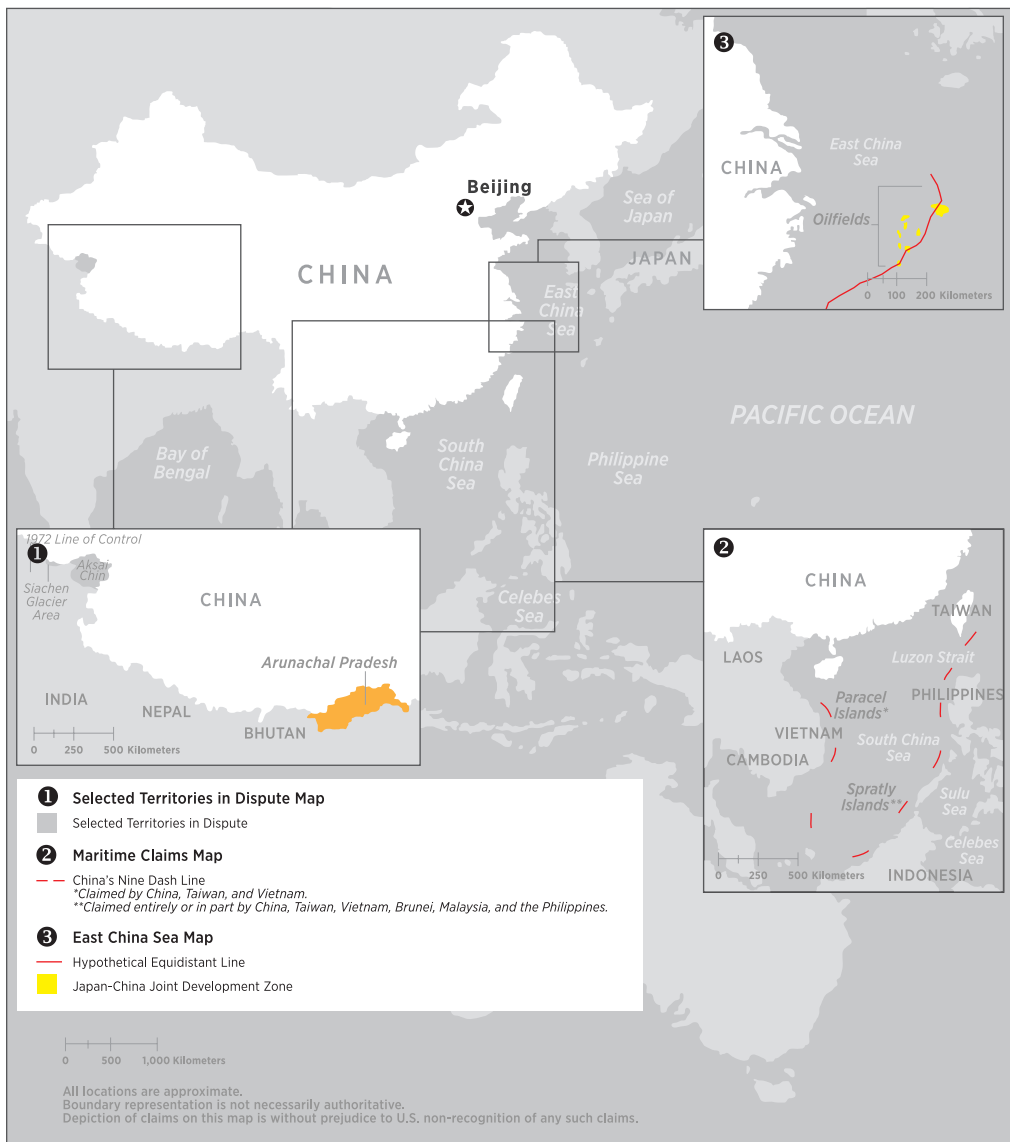 Beijing
CHINA
Sea of
Japan
JAPAN
East
China
Sea
PACIFIC OCEAN
Bay of
Bengal
South
China
Sea
Philippine
Sea
Celebes
Sea
3
CHINA
East China
Sea
Oilfields
0 100 200 Kilometers
1
1972 Line of Control
Aksai
Chin
Siachen
Glacier
Area
CHINA
Arunachal Pradesh
INDIA
NEPAL
BHUTAN
0 250 500 Kilometers
2
CHINA
TAIWAN
LAOS
Luzon Strait
Paracel
Islands*
PHILIPPINES
VIETNAM
South China
Sea
CAMBODIA
Spratly
Islands**
Sulu
Sea
Celebes
Sea
0 250 500 Kilometers
INDONESIA
1 Selected Territories in Dispute Map
Selected Territories in Dispute
2 Maritime Claims Map
China's Nine Dash Line
*Claimed by China, Taiwan, and Vietnam.
**Claimed entirely or in part by China, Taiwan, Vietnam, Brunei, Malaysia, and the Philippines.
3 East China Sea Map
Hypothetical Equidistant Line
Japan-China Joint Development Zone
0 500 1,000 Kilometers
All locations are approximate.
Boundary representation is not necessarily authoritative.
Depiction of claims on this map is without prejudice to U.S. non-recognition of any such claims.